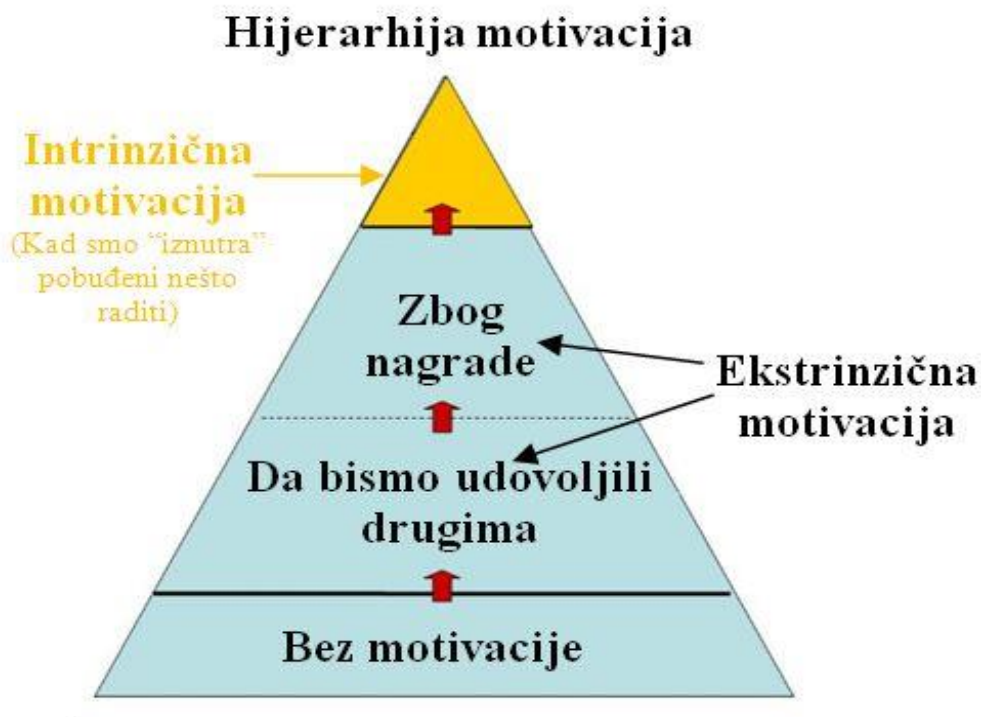 Hijerarhija motivacija
Intrinzična
motivacija
(Kad smo “iznutra”
pobuđeni nešto
raditi)
Zbog
nagrade
Ekstrinzična
motivacija
Da bismo udovoljili
drugima
Bez motivacije